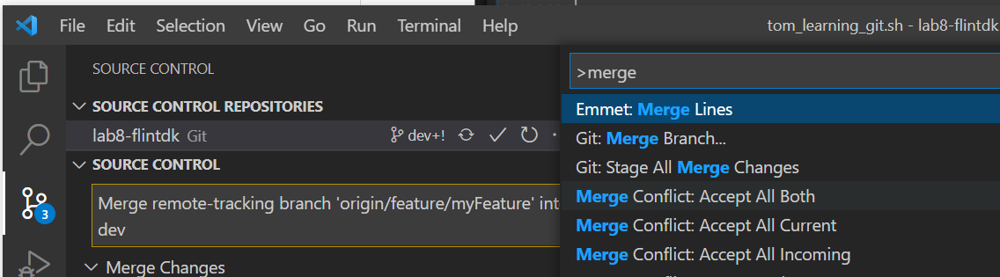 File Edit Selection View Go Run Terminal Help tom_learning_git.sh - lab8-flintdk
SOURCE CONTROL
>merge
SOURCE CONTROL REPOSITORIES
Emmet: Merge Lines
lab8-flintdk Git dev+!
Git: Merge Branch...
SOURCE CONTROL
Git: Stage All Merge Changes
Merge remote-tracking branch 'origin/feature/myFeature' into
dev
Merge Conflict: Accept All Both
3
Merge Conflict: Accept All Current
Merge Changes
Merge Conflict: Accept All Incoming